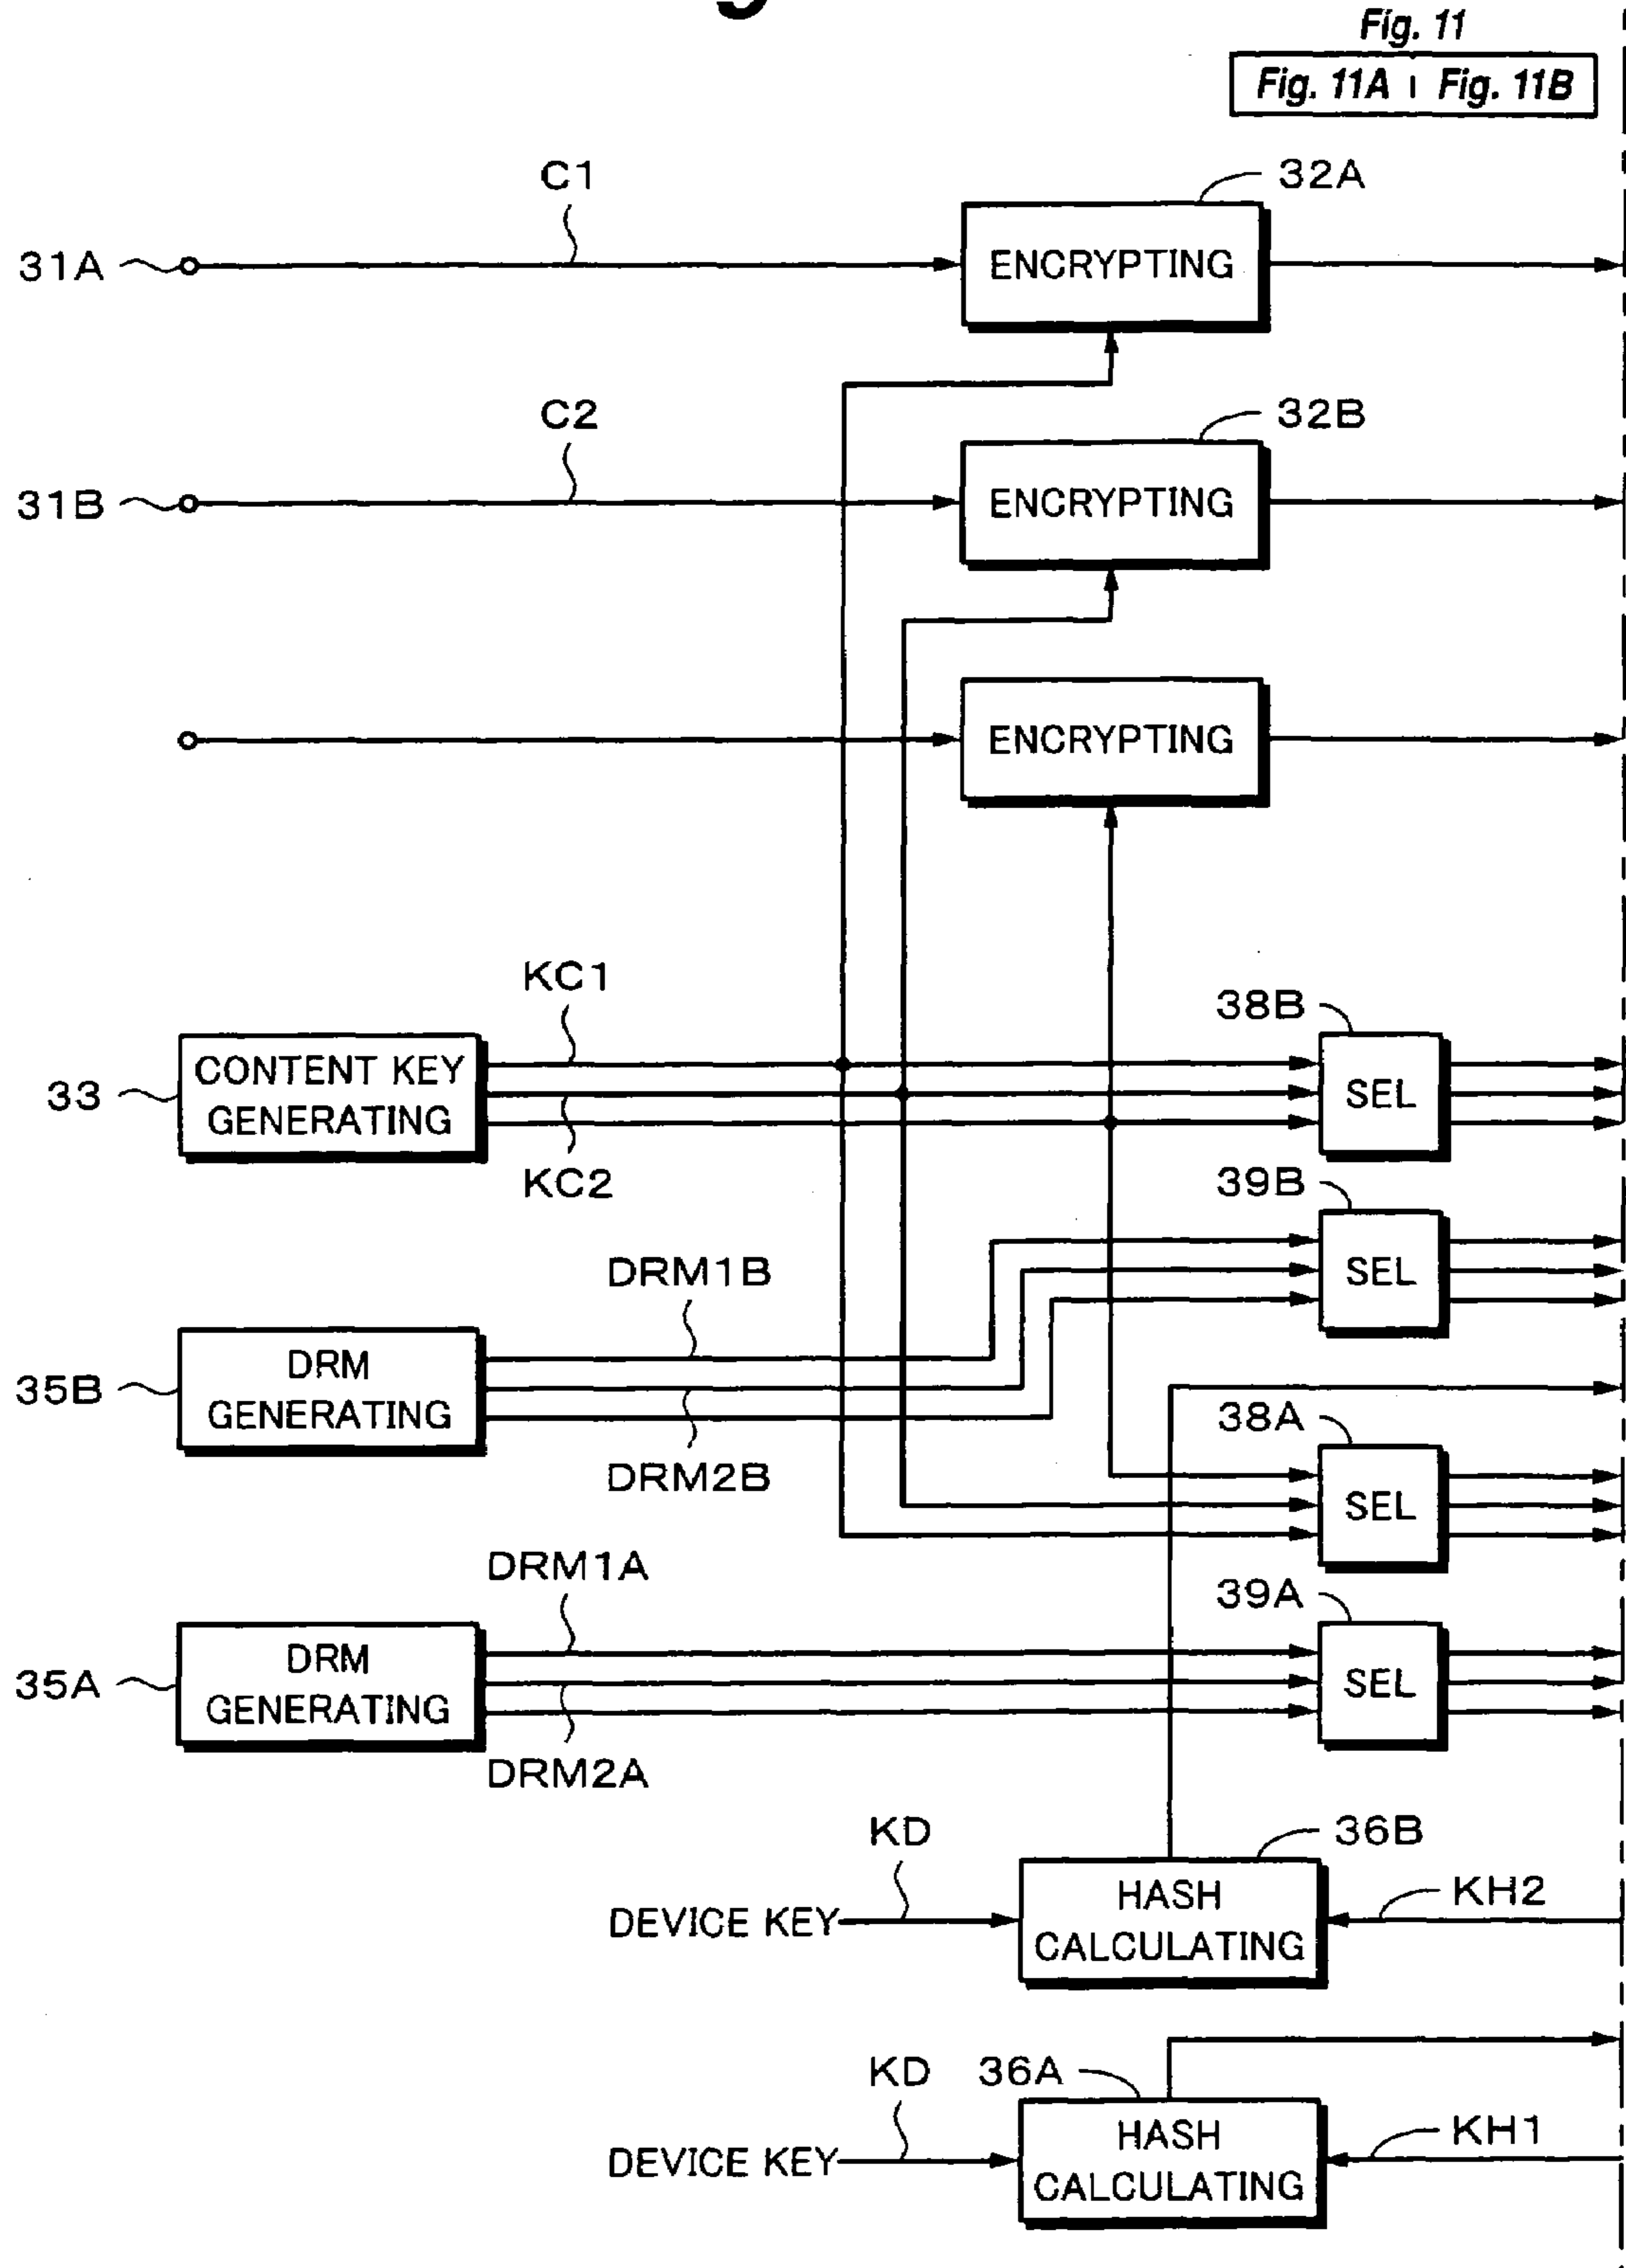 Fig. 11
Fig. 11A Fig. 11B
C1
32A
31A
ENCRYPTING
C2
32B
31B
ENCRYPTING
ENCRYPTING
KC1
38B
33
CONTENT KEY
GENERATING
SEL
KC2
39B
DRM1B
SEL
35B
DRM
GENERATING
38A
DRM2B
SEL
DRM1A
39A
35A
DRM
GENERATING
SEL
DRM2A
KD
36B
HASH
CALCULATING
KH2
DEVICE KEY
KD
36A
HASH
CALCULATING
KH1
DEVICE KEY